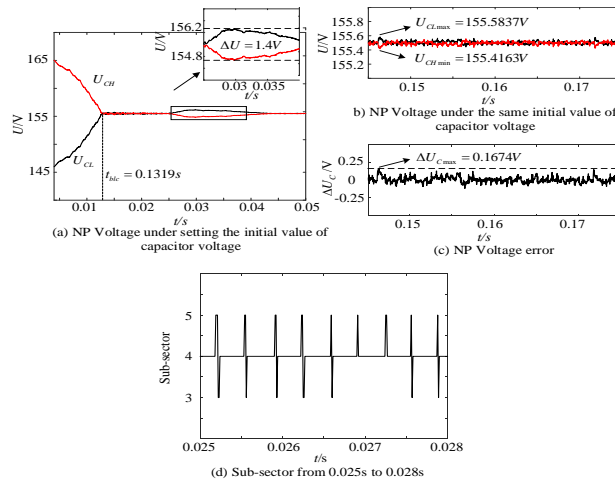 156.2
U/V
ΔU = 1.4V
154.8
0.03
0.035
t/s
165
U_CH
U/V
155
U_CL
145
t_blc = 0.1319s
0.01
0.02
0.03
0.04
0.05
t/s
(a) NP Voltage under setting the initial value of
capacitor voltage
155.8
U_CLmax = 155.5837V
155.6
U/V
155.4
U_CHmin = 155.4163V
155.2
0.15
0.16
0.17
t/s
b) NP Voltage under the same initial value of
capacitor voltage
0.25
ΔU_Cmax = 0.1674V
ΔU_C /V
0
-0.25
0.15
0.16
0.17
t/s
(c) NP Voltage error
5
Sub-sector
4
3
0.025
0.026
0.027
0.028
t/s
(d) Sub-sector from 0.025s to 0.028s